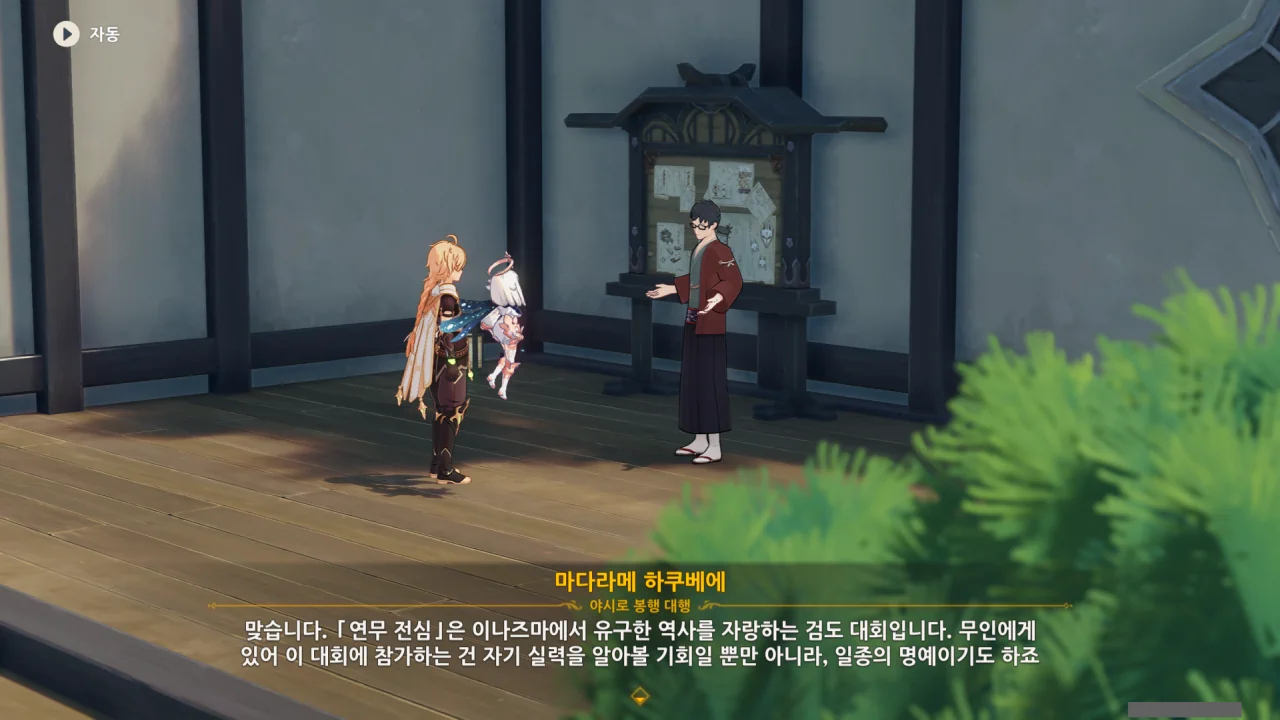 자동
마다라메 하쿠베에
야시로 봉행 대행
맞습니다. 「연무 전심」은 이나즈마에서 유구한 역사를 자랑하는 검도 대회입니다. 무인에게
있어 이 대회에 참가하는 건 자기 실력을 알아볼 기회일 뿐만 아니라, 일종의 명예이기도 하죠